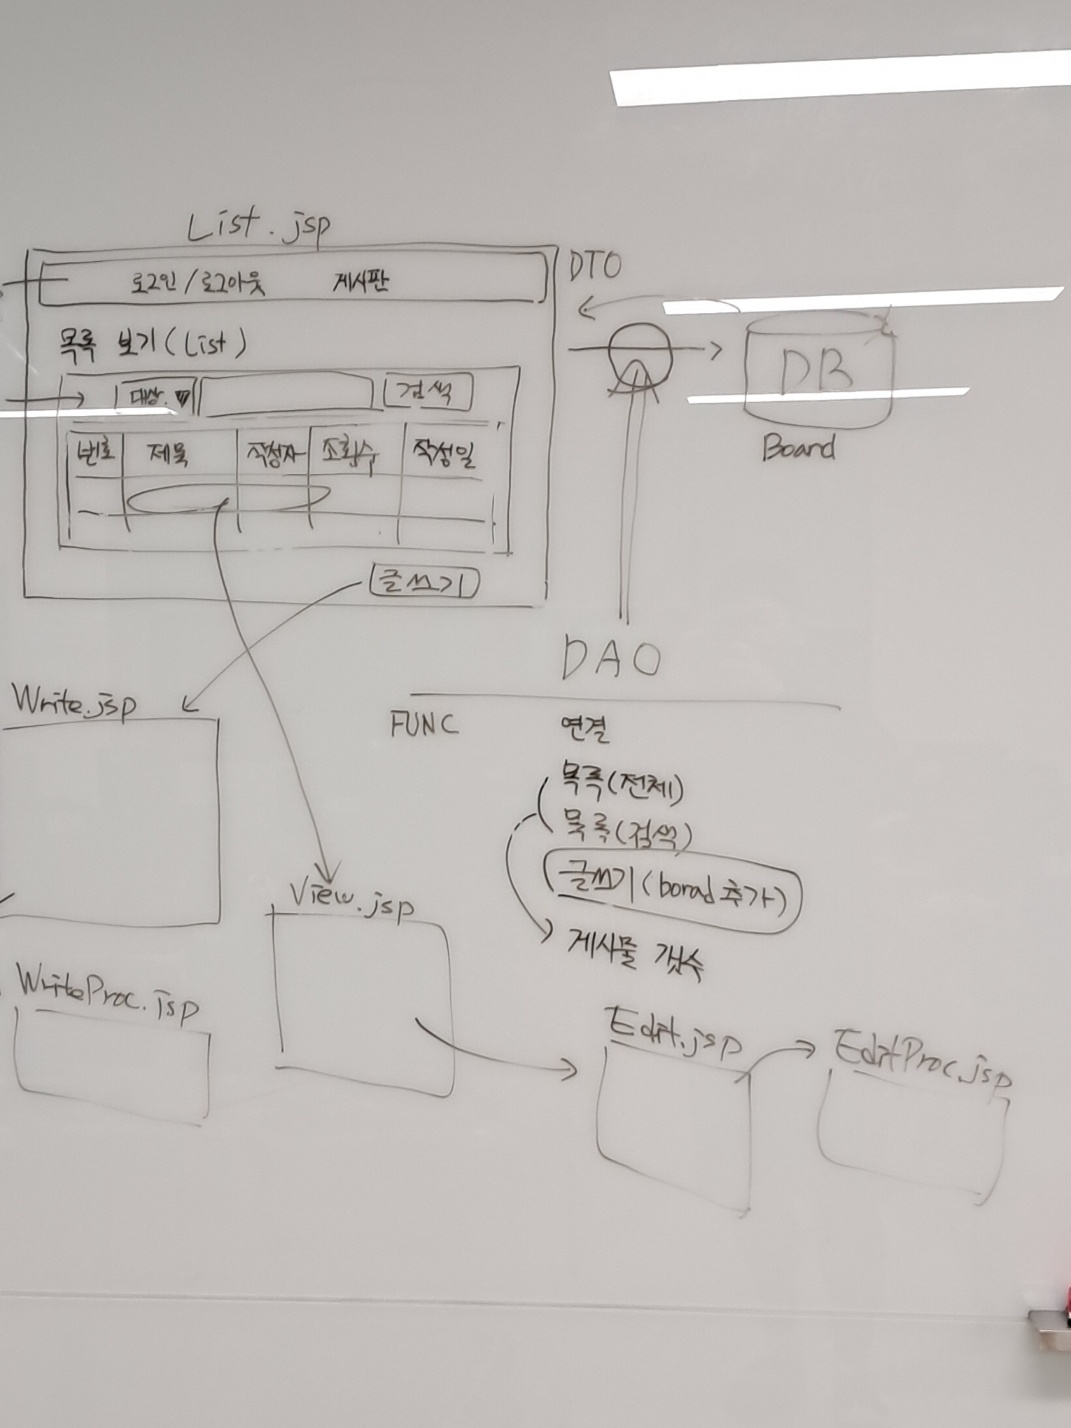 List.jsp
로그인 / 로그아웃 게시판
DTO
목록 보기(List)
DB
대상 검색
Board
번호 제목 작성자 조회수 작성일
글쓰기
DAO
Write.jsp
FUNC 연결
목록(전체)
목록(검색)
글쓰기(borad 추가)
View.jsp
게시물 갯수
WriteProc.jsp
Edit.jsp
EditProc.jsp